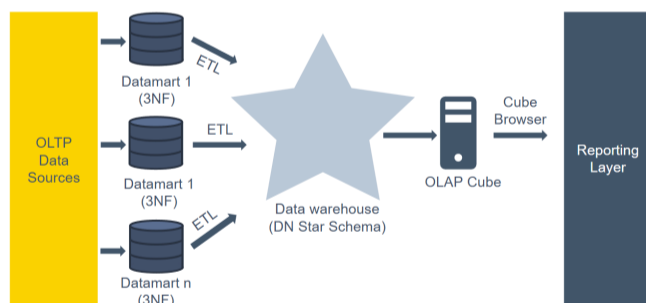 OLTP
Data
Sources
Datamart 1
(3NF)
ETL
Datamart 1
(3NF)
ETL
Datamart n
(3NF)
ETL
Data warehouse
(DN Star Schema)
OLAP Cube
Cube
Browser
Reporting
Layer